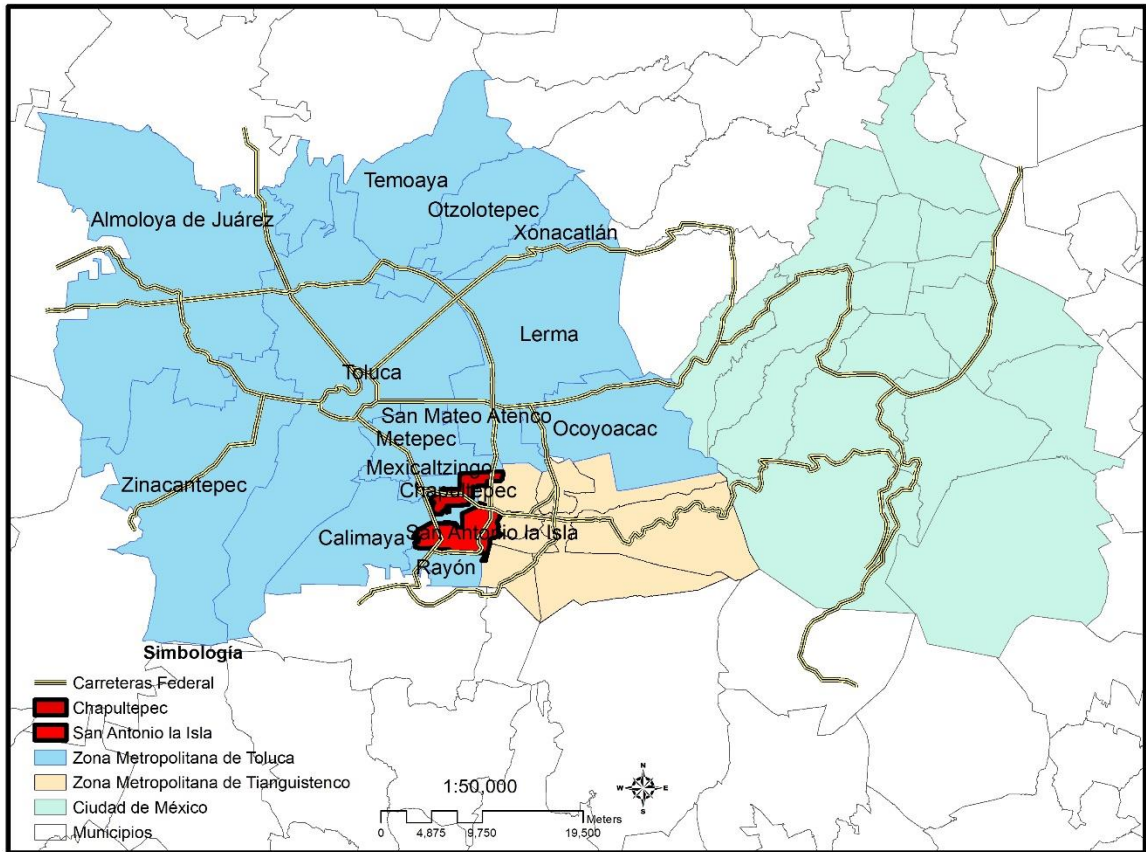 Temoaya
Almoloya de Juárez
Otzolotepec
Xonacatlán
Lerma
Toluca
San Mateo Atenco
Ocoyoacac
Metepec
Mexicaltzingo
Zinacantepec
Chapultepec
Calimaya
San Antonio la Isla
Rayón
Simbología
Carreteras Federal
Chapultepec
San Antonio la Isla
Zona Metropolitana de Toluca
Zona Metropolitana de Tianguistenco
Ciudad de México
Municipios
1:50,000
Meters
0 4,875 9,750 19,500
N
W E
S